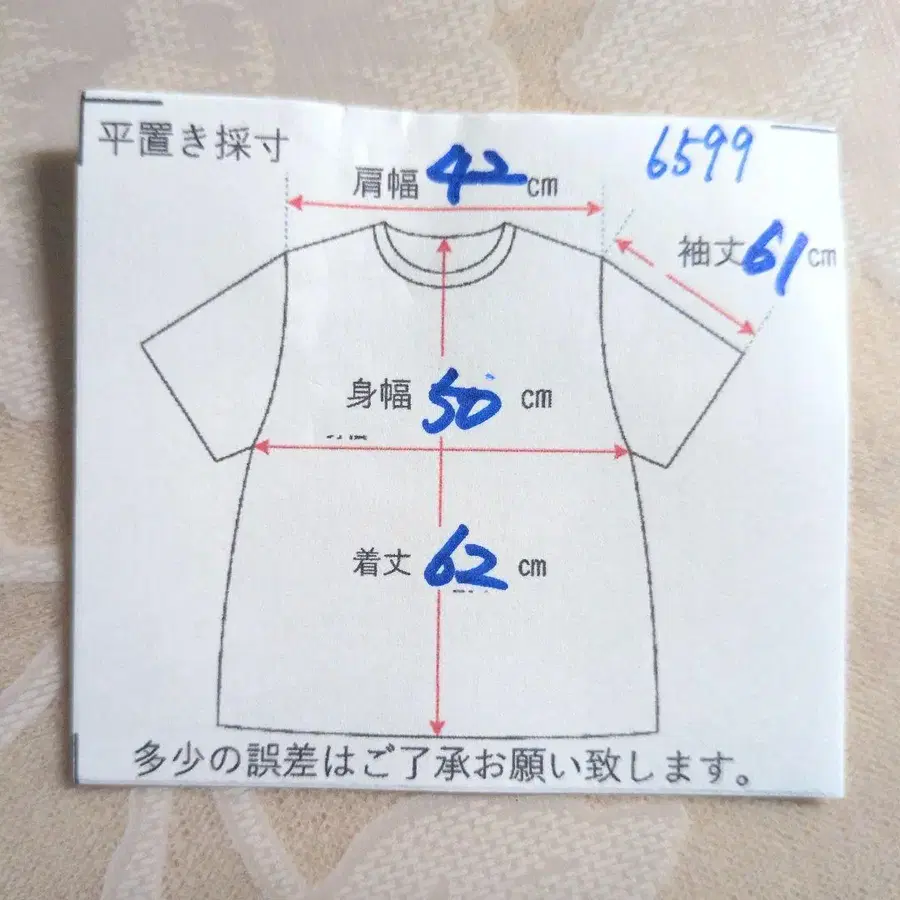 平置き採寸
6599
肩幅 42 cm
袖丈 61 cm
身幅 50 cm
着丈 62 cm
多少の誤差はご了承お願い致します。